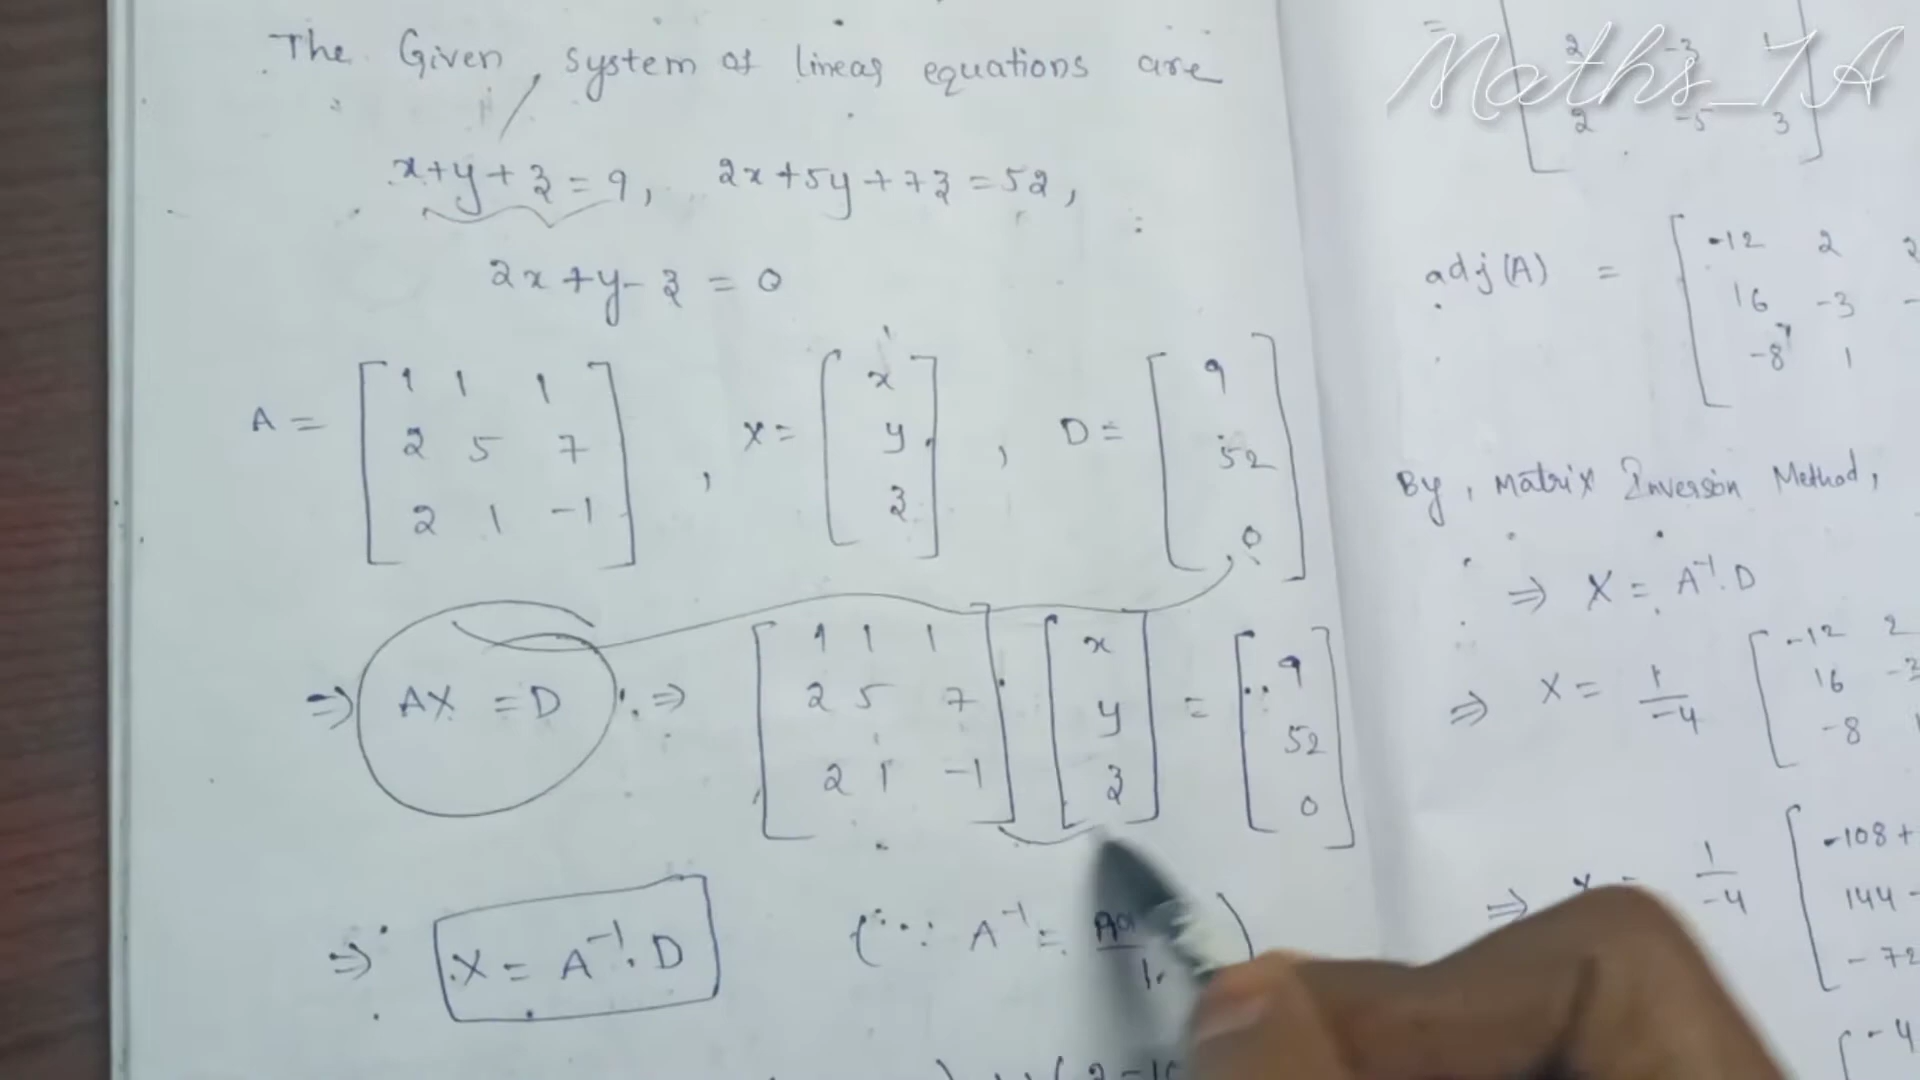 The Given system of linear equations are
x+y+z=9, 2x+5y+7z=52,
2x+y-z=0
A= [1 1 1
2 5 7
2 1 -1] , X= [x
y
z] , D= [9
52
0]
⇒ AX=D ⇒ [1 1 1
2 5 7
2 1 -1] [x
y
z] = [9
52
0]
⇒ X=A⁻¹.D (∵ A⁻¹=
Maths_1A
=
2 -3 1
2 -5 3
adj(A) = [-12 2
16 -3
-8 1
By, Matrix Inversion Method,
⇒ X=A⁻¹.D
⇒ X= 1/-4 [-12 2
16
-8
⇒ 1/-4 [-108+
144-
-72